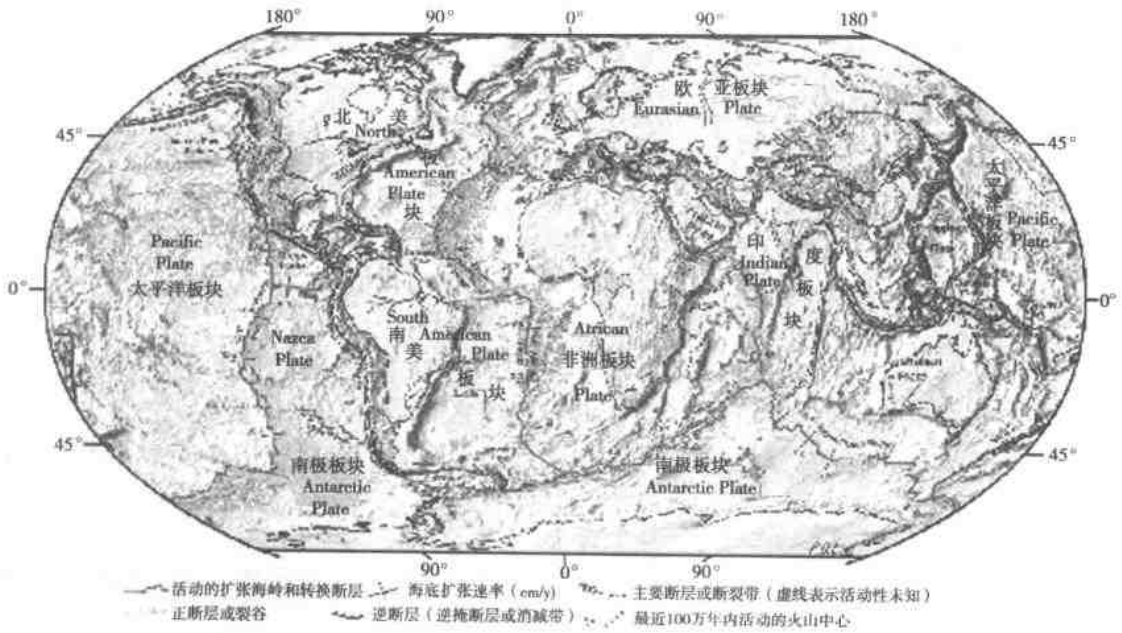 180° 90° 0° 90° 180°
欧 亚板块
Eurasian Plate
45°
45°
北 美
North
板
American
Plate
块
太平洋板块
Pacific
Plate
Pacific
Plate
太平洋板块
印 度
Indian
Plate
板
块
0°
0°
Nazca
Plate
South
南 American
美 Plate
板
块
African
非洲板块
Plate
45°
45°
南极板块
Antarctic
Plate
南极板块
Antarctic Plate
90° 0° 90°
活动的扩张海岭和转换断层 海底扩张速率(cm/y) 主要断层或断裂带(虚线表示活动性未知)
正断层或裂谷 逆断层(逆掩断层或消减带) 最近100万年内活动的火山中心